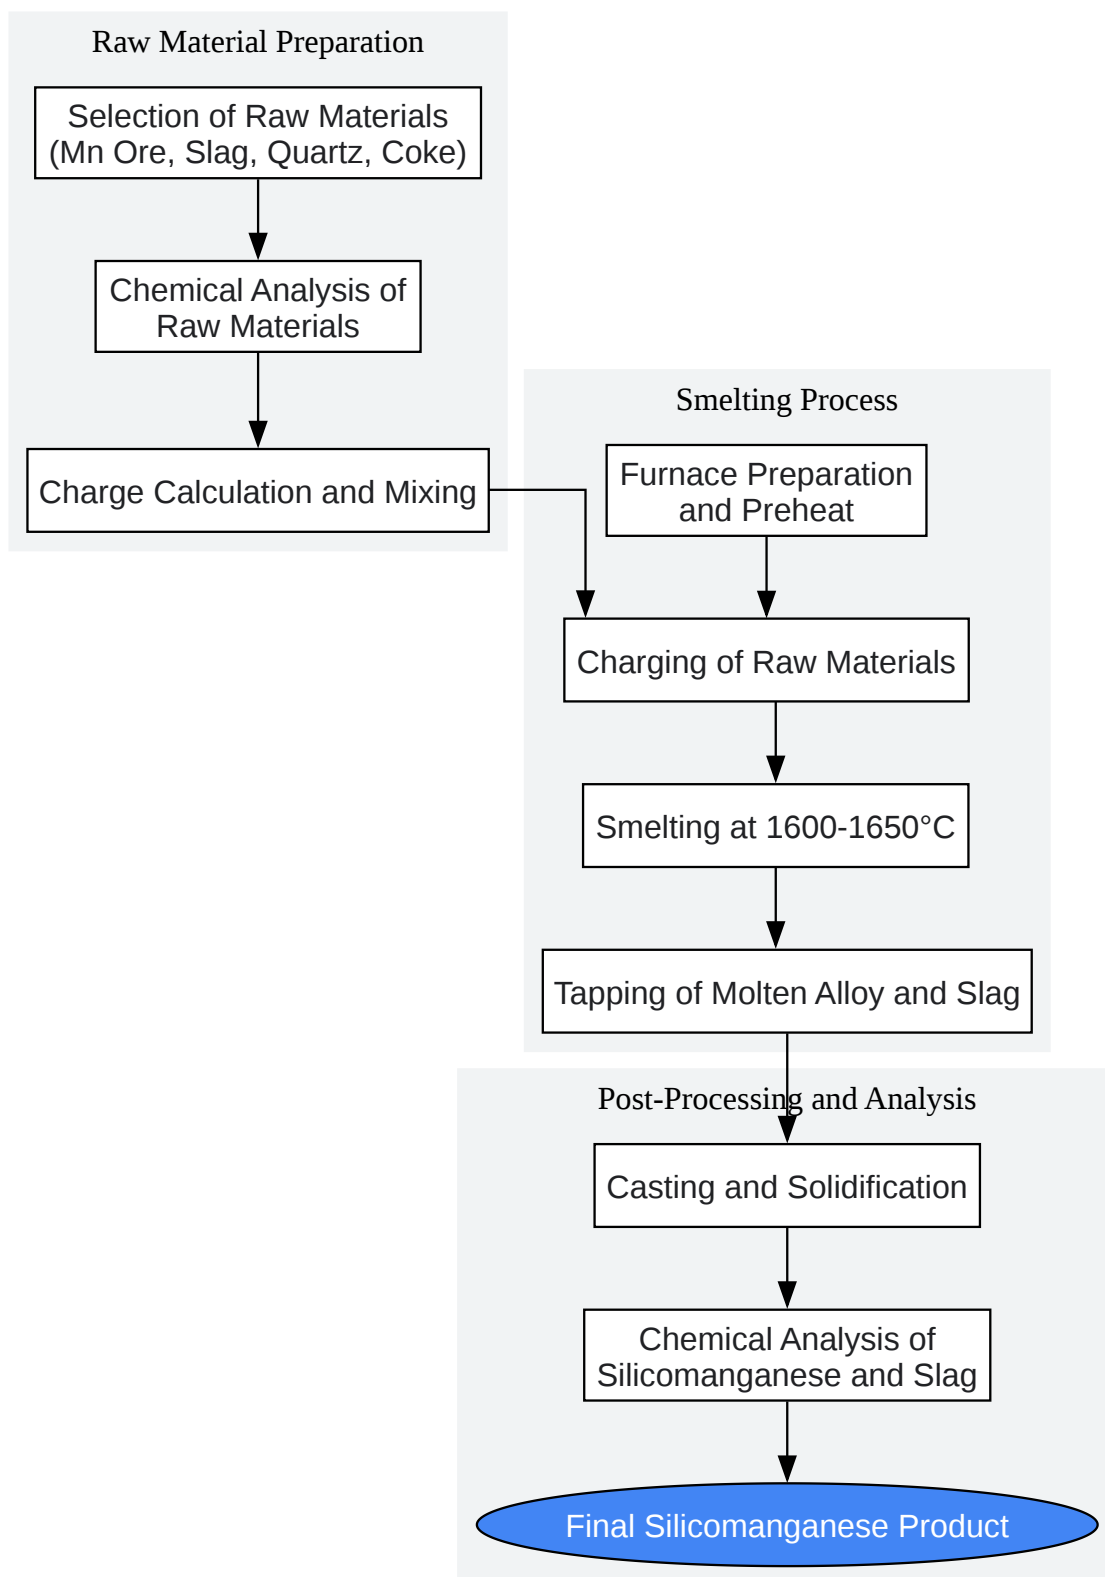 Raw Material Preparation
Selection of Raw Materials
(Mn Ore, Slag, Quartz, Coke)
Chemical Analysis of
Raw Materials
Charge Calculation and Mixing
Smelting Process
Furnace Preparation
and Preheat
Charging of Raw Materials
Smelting at 1600-1650°C
Tapping of Molten Alloy and Slag
Post-Processing and Analysis
Casting and Solidification
Chemical Analysis of
Silicomanganese and Slag
Final Silicomanganese Product